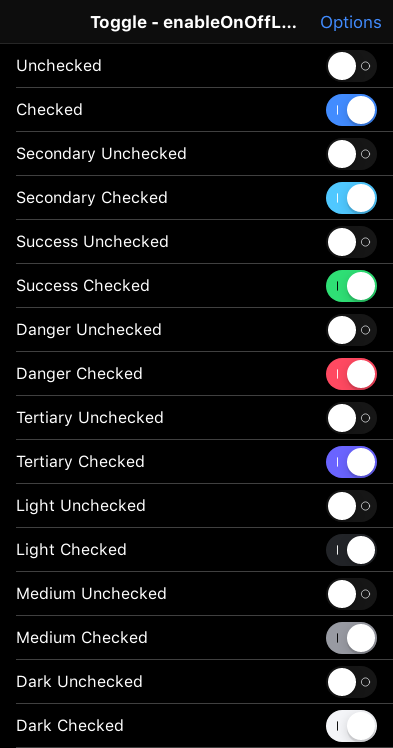 Toggle - enableOnOffL... Options
Unchecked
Checked
Secondary Unchecked
Secondary Checked
Success Unchecked
Success Checked
Danger Unchecked
Danger Checked
Tertiary Unchecked
Tertiary Checked
Light Unchecked
Light Checked
Medium Unchecked
Medium Checked
Dark Unchecked
Dark Checked